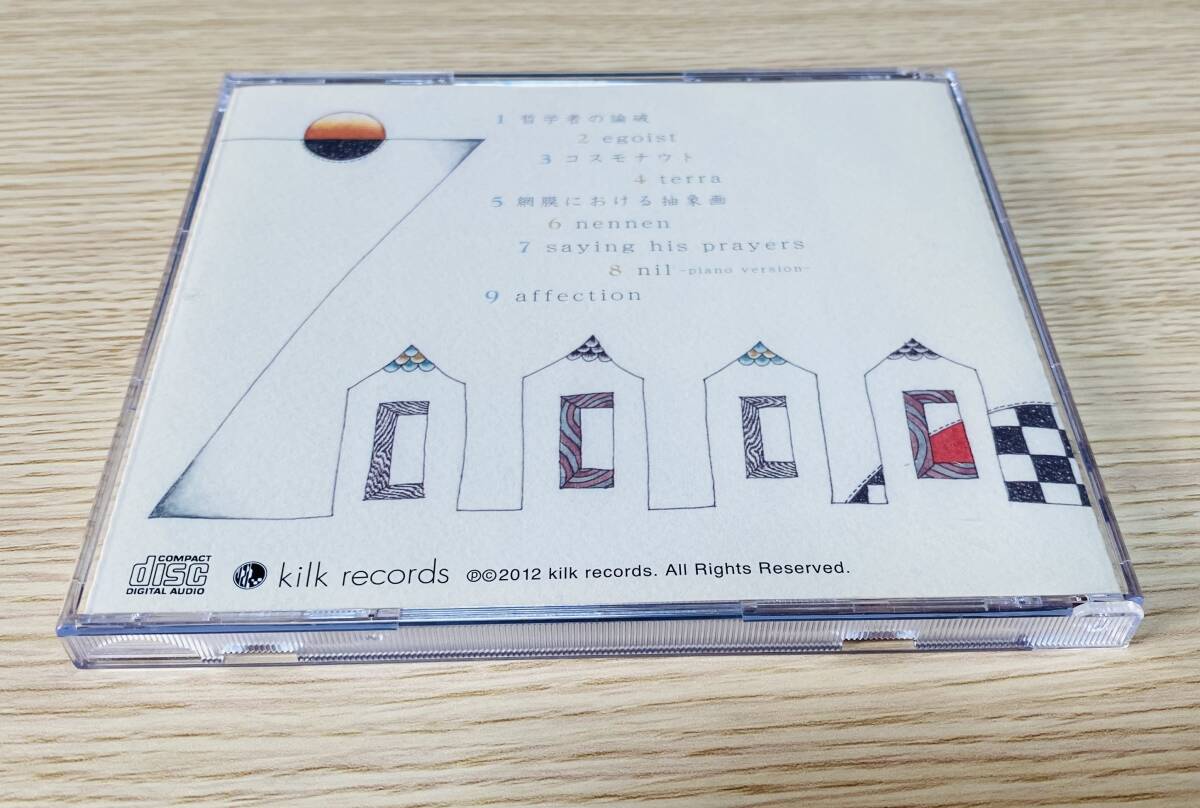 1 哲学者の論破
2 egoist
3 コスモナウト
4 terra
5 網膜における抽象画
6 nennen
7 saying his prayers
8 nil -piano version-
9 affection
COMPACT
disc
DIGITAL AUDIO
kilk records
℗©2012 kilk records. All Rights Reserved.